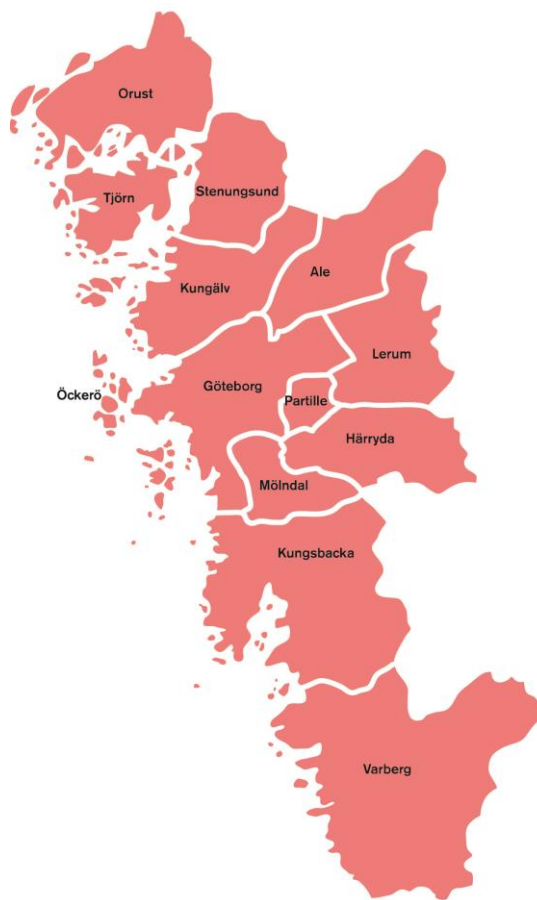 Orust
Stenungsund
Tjörn
Ale
Kungälv
Lerum
Göteborg
Öckerö
Partille
Härryda
Mölndal
Kungsbacka
Varberg